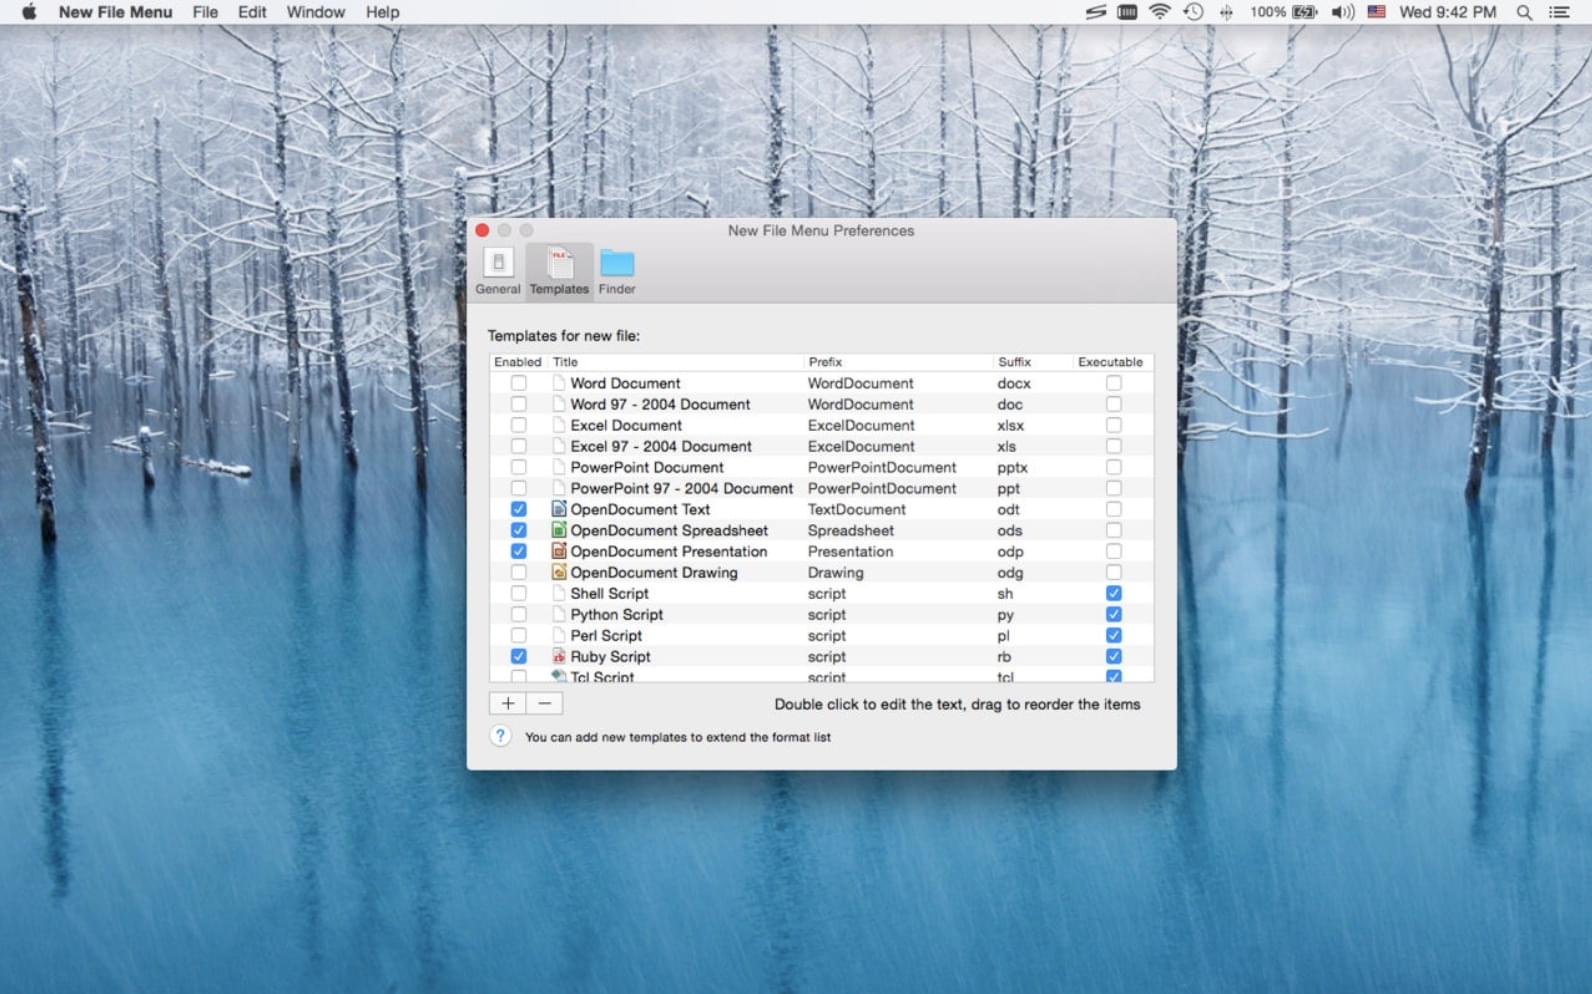 New File Menu File Edit Window Help 100% Wed 9:42 PM
New File Menu Preferences
FILE
General Templates Finder
Templates for new file:
Enabled Title Prefix Suffix Executable
Word Document WordDocument docx
Word 97 - 2004 Document WordDocument doc
Excel Document ExcelDocument xlsx
Excel 97 - 2004 Document ExcelDocument xls
PowerPoint Document PowerPointDocument pptx
PowerPoint 97 - 2004 Document PowerPointDocument ppt
OpenDocument Text TextDocument odt
OpenDocument Spreadsheet Spreadsheet ods
OpenDocument Presentation Presentation odp
OpenDocument Drawing Drawing odg
Shell Script script sh
Python Script script py
Perl Script script pl
Ruby Script script rb
Tcl Script script tcl
+ − Double click to edit the text, drag to reorder the items
? You can add new templates to extend the format list